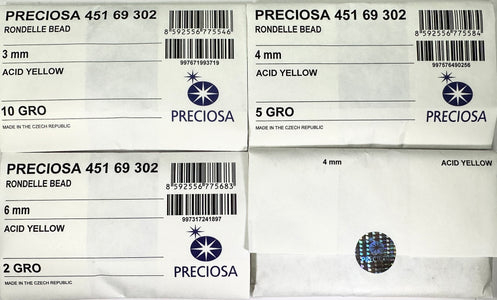 PRECIOSA 451 69 302
RONDELLE BEAD
8 592556 775546
3 mm
997671993719
ACID YELLOW
10 GRO
PRECIOSA
MADE IN THE CZECH REPUBLIC
PRECIOSA 451 69 302
RONDELLE BEAD
8 592556 775584
4 mm
997676490256
ACID YELLOW
5 GRO
PRECIOSA
MADE IN THE CZECH REPUBLIC
PRECIOSA 451 69 302
RONDELLE BEAD
8 592556 775683
6 mm
997317241897
ACID YELLOW
2 GRO
PRECIOSA
MADE IN THE CZECH REPUBLIC
4 mm ACID YELLOW